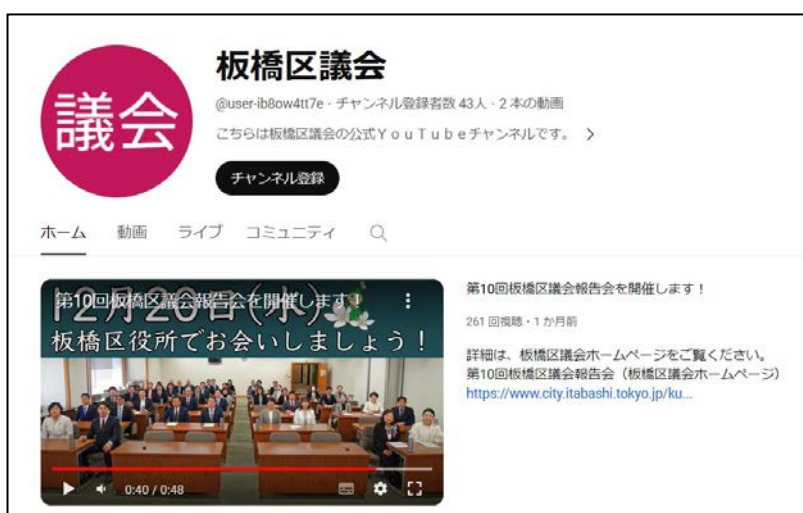 議会
板橋区議会
@user-ib8ow4tt7e・チャンネル登録者数 43人・2 本の動画
こちらは板橋区議会の公式ＹｏｕＴｕｂｅチャンネルです。
チャンネル登録
ホーム 動画 ライブ コミュニティ
第10回板橋区議会報告会を開催します！
12月20日(水)
板橋区役所でお会いしましょう！
0:40 / 0:48
第10回板橋区議会報告会を開催します！
261 回視聴・1 か月前
詳細は、板橋区議会ホームページをご覧ください。
第10回板橋区議会報告会（板橋区議会ホームページ）
https://www.city.itabashi.tokyo.jp/ku...